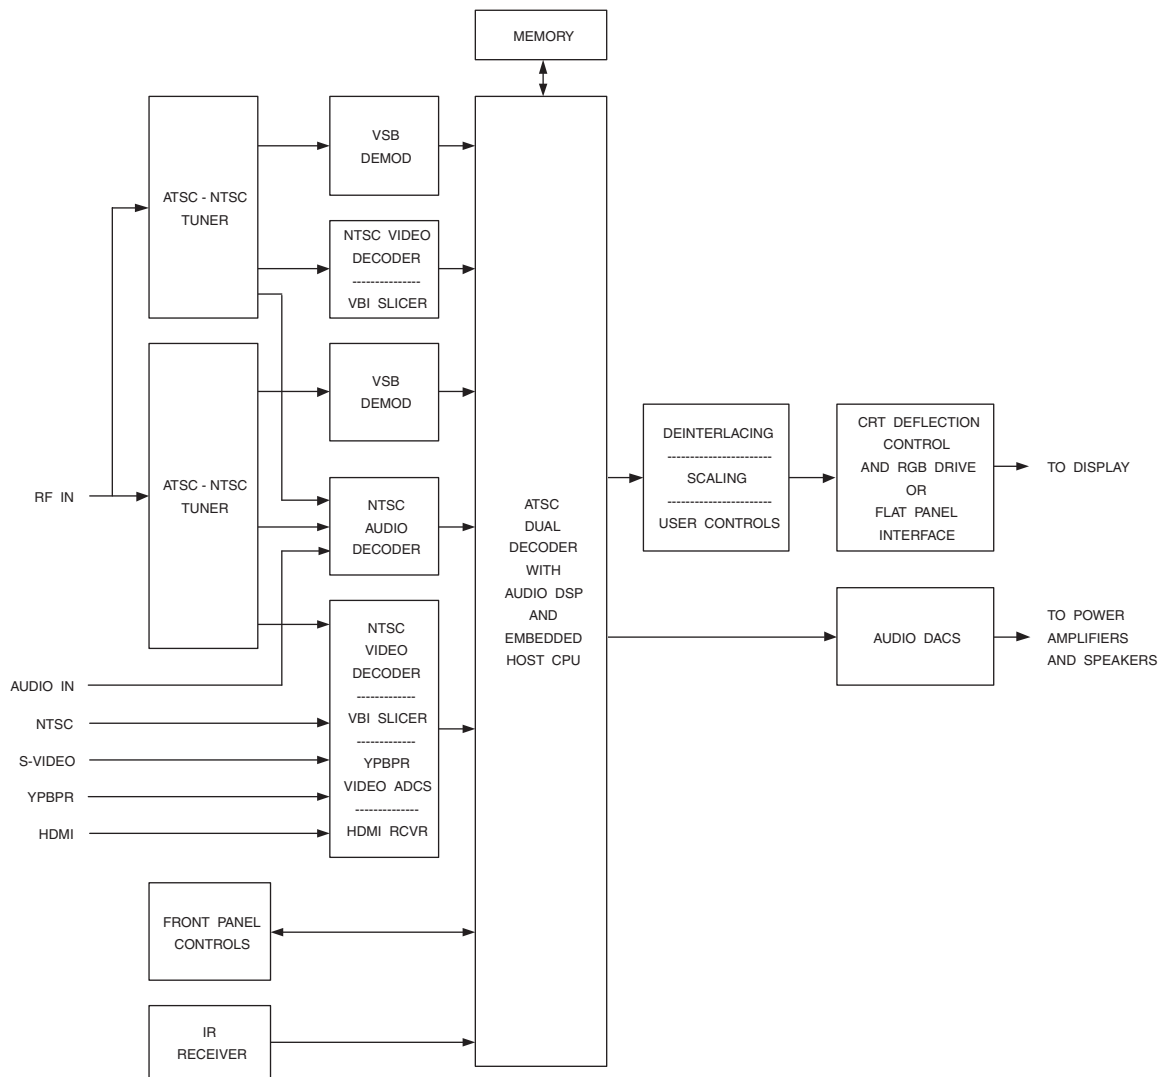 MEMORY
VSB
DEMOD
ATSC - NTSC
TUNER
NTSC VIDEO
DECODER
---------------
VBI SLICER
VSB
DEMOD
RF IN
ATSC - NTSC
TUNER
NTSC
AUDIO
DECODER
NTSC
VIDEO
DECODER
-------------
VBI SLICER
-------------
YPBPR
VIDEO ADCS
--------------
HDMI RCVR
AUDIO IN
NTSC
S-VIDEO
YPBPR
HDMI
FRONT PANEL
CONTROLS
IR
RECEIVER
ATSC
DUAL
DECODER
WITH
AUDIO DSP
AND
EMBEDDED
HOST CPU
DEINTERLACING
------------------------
SCALING
-----------------------
USER CONTROLS
CRT DEFLECTION
CONTROL
AND RGB DRIVE
OR
FLAT PANEL
INTERFACE
TO DISPLAY
AUDIO DACS
TO POWER
AMPLIFIERS
AND SPEAKERS